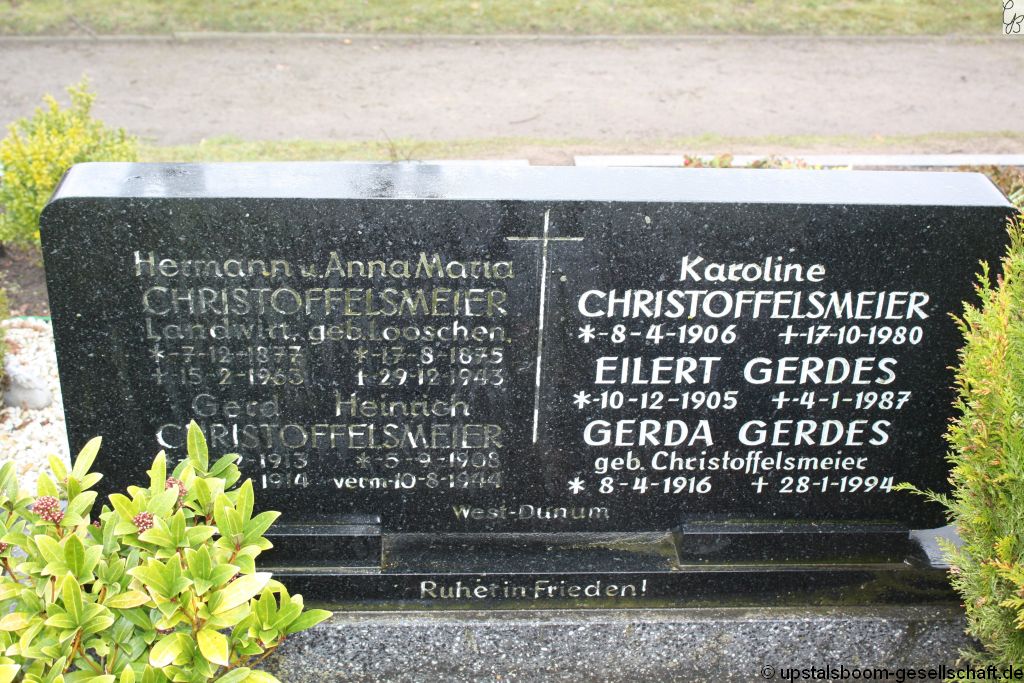 Hermann u. Anna Maria
CHRISTOFFELSMEIER
Landwirt, geb. Looschen.
*-7-12-1877 *-17-8-1875
+-15-2-1963 +-29-12-1943
Gerd Heinrich
CHRISTOFFELSMEIER
1913 *-5-9-1908
1914 verm-10-8-1944
Karoline
CHRISTOFFELSMEIER
*-8-4-1906 +-17-10-1980
EILERT GERDES
*-10-12-1905 +-4-1-1987
GERDA GERDES
geb. Christoffelsmeier
* 8-4-1916 + 28-1-1994
West-Dunum
Ruhet in Frieden!
© upstalsboom-gesellschaft.de